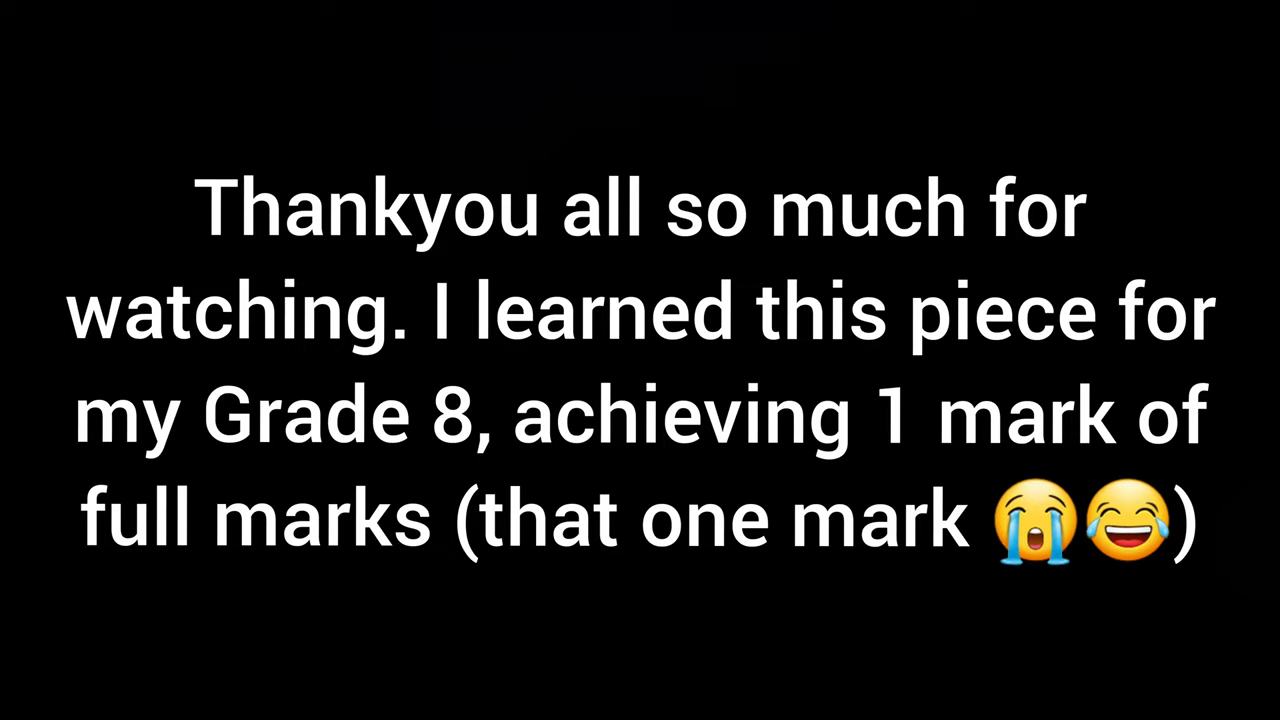 Thankyou all so much for
watching. I learned this piece for
my Grade 8, achieving 1 mark of
full marks (that one mark 😭😂)